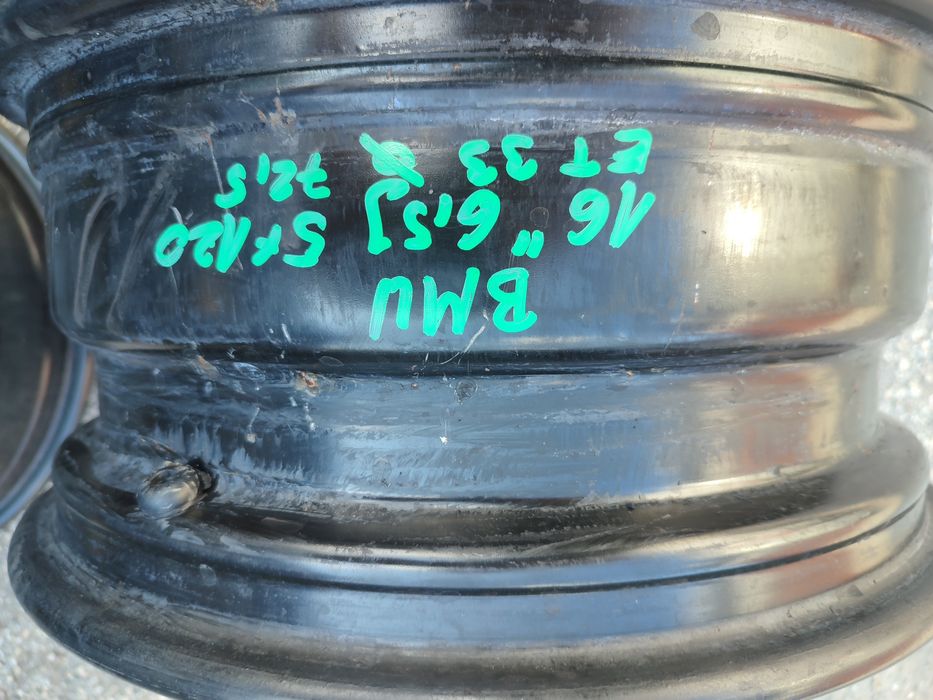 BMW
16" 6,5J 5x120
ET 33 Ø 72,5